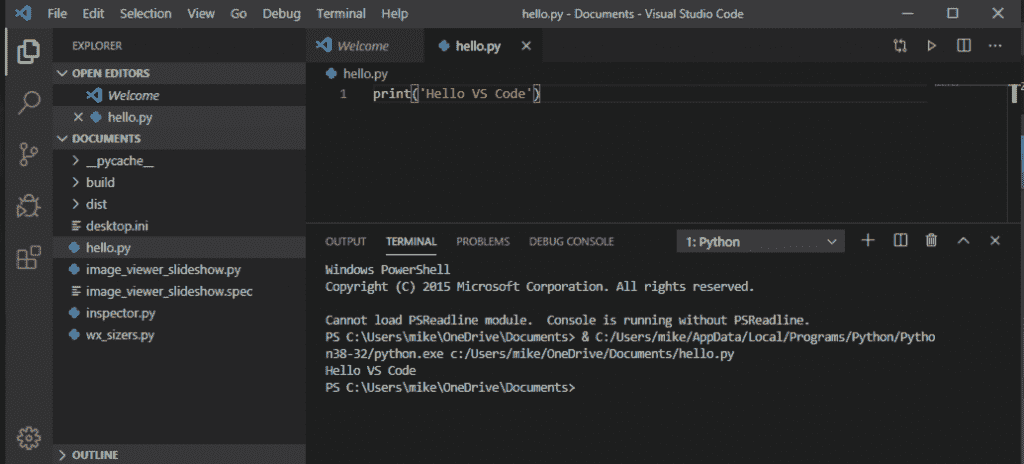 File Edit Selection View Go Debug Terminal Help
hello.py - Documents - Visual Studio Code
EXPLORER
OPEN EDITORS
Welcome
hello.py
DOCUMENTS
__pycache__
build
dist
desktop.ini
hello.py
image_viewer_slideshow.py
image_viewer_slideshow.spec
inspector.py
wx_sizers.py
OUTLINE
Welcome hello.py
hello.py
1 print('Hello VS Code')
OUTPUT TERMINAL PROBLEMS DEBUG CONSOLE 1: Python
Windows PowerShell
Copyright (C) 2015 Microsoft Corporation. All rights reserved.
Cannot load PSReadline module.  Console is running without PSReadline.
PS C:\Users\mike\OneDrive\Documents> & C:/Users/mike/AppData/Local/Programs/Python/Pytho
n38-32/python.exe c:/Users/mike/OneDrive/Documents/hello.py
Hello VS Code
PS C:\Users\mike\OneDrive\Documents>